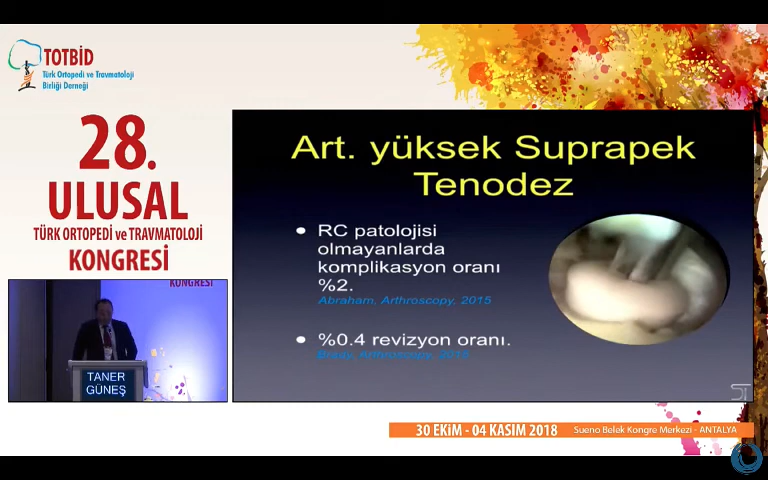 TOTBİD
Türk Ortopedi ve Travmatoloji
Birliği Derneği
28.
ULUSAL
TÜRK ORTOPEDİ ve TRAVMATOLOJİ
KONGRESİ
KONGRESİ
TANER
GÜNEŞ
Art. yüksek Suprapek
Tenodez
• RC patolojisi
olmayanlarda
komplikasyon oranı
%2.
Abraham, Arthroscopy, 2015
• %0.4 revizyon oranı.
30 EKİM - 04 KASIM 2018
Sueno Belek Kongre Merkezi - ANTALYA